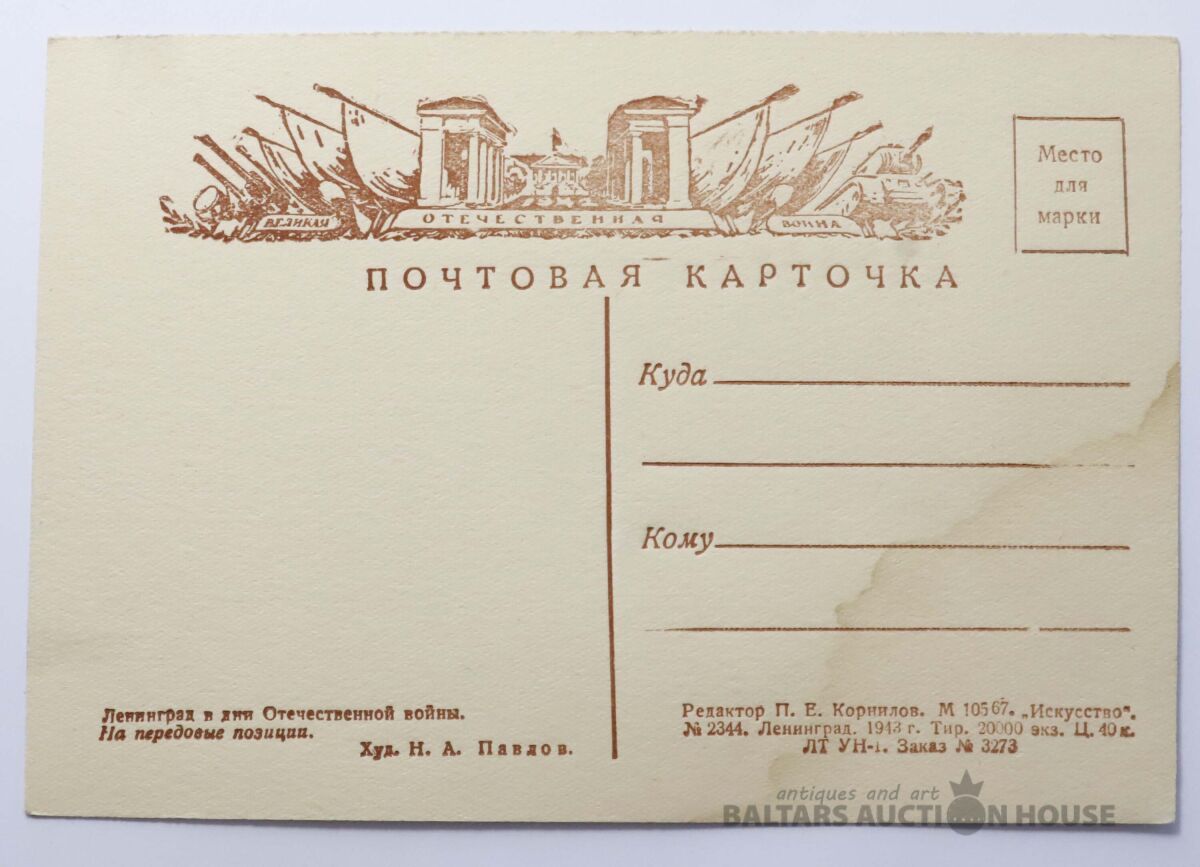 ВЕЛИКАЯ
ОТЕЧЕСТВЕННАЯ
ВОЙНА
Место
для
марки
ПОЧТОВАЯ КАРТОЧКА
Куда
Кому
Ленинград в дни Отечественной войны.
На передовые позиции.
Худ. Н. А. Павлов.
Редактор П. Е. Корнилов. М 10567. „Искусство".
№ 2344. Ленинград. 1943 г. Тир. 20000 экз. Ц. 40 к.
ЛТ УН-1. Заказ № 3273
antiques and art
BALTARS AUCTION HOUSE